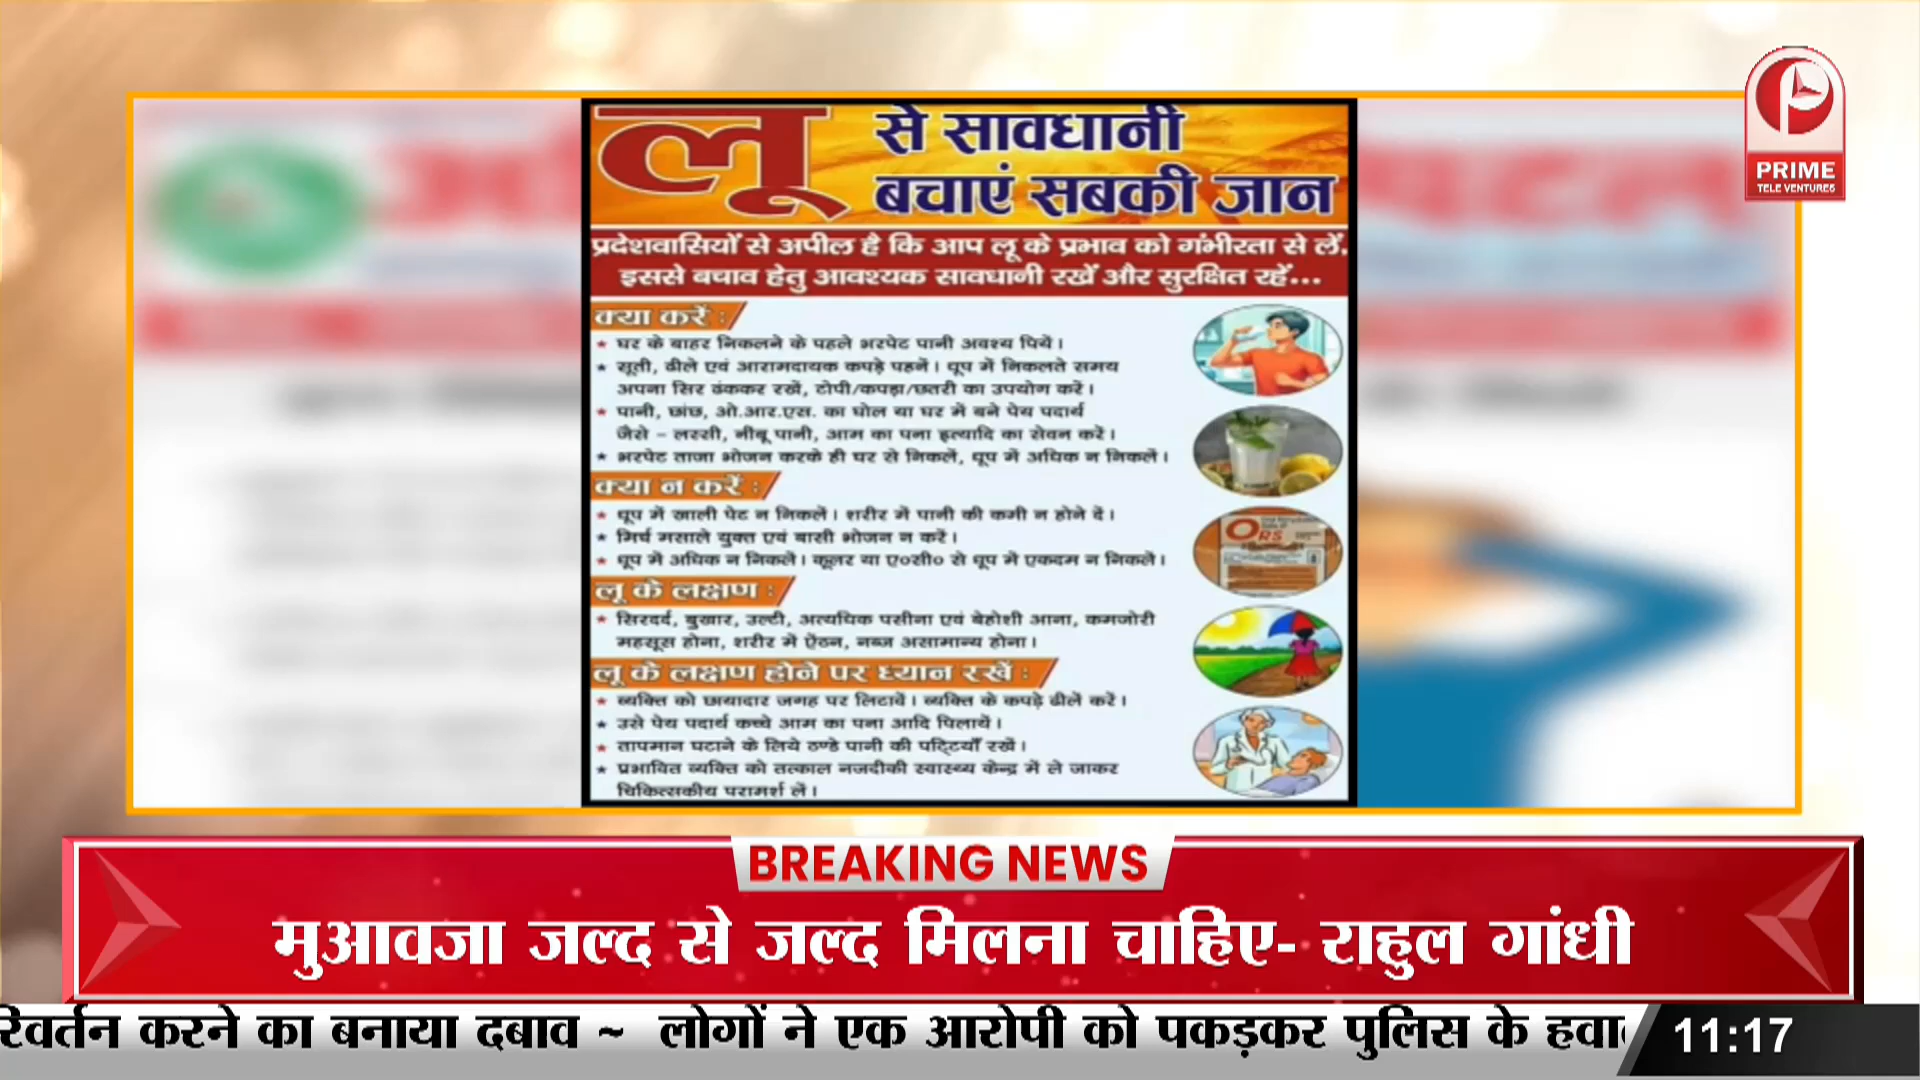 लू से सावधानी
बचाएं सबकी जान
प्रदेशवासियों से अपील है कि आप लू के प्रभाव को गंभीरता से लें,
इससे बचाव हेतु आवश्यक सावधानी रखें और सुरक्षित रहें...
क्या करें :
★ घर के बाहर निकलने के पहले भरपेट पानी अवश्य पियें।
★ सूती, ढीले एवं आरामदायक कपड़े पहनें। धूप में निकलते समय
अपना सिर ढंककर रखें, टोपी/कपड़ा/छतरी का उपयोग करें।
★ पानी, छांछ, ओ.आर.एस. का घोल या घर में बने पेय पदार्थ
जैसे - लस्सी, नीबू पानी, आम का पना इत्यादि का सेवन करें।
★ भरपेट ताजा भोजन करके ही घर से निकलें, धूप में अधिक न निकलें।
क्या न करें :
★ धूप में खाली पेट न निकलें। शरीर में पानी की कमी न होने दें।
★ मिर्च मसाले युक्त एवं बासी भोजन न करें।
★ धूप में अधिक न निकलें। कूलर या ए०सी० से धूप में एकदम न निकलें।
लू के लक्षण :
★ सिरदर्द, बुखार, उल्टी, अत्यधिक पसीना एवं बेहोशी आना, कमजोरी
महसूस होना, शरीर में ऐंठन, नब्ज असामान्य होना।
लू के लक्षण होने पर ध्यान रखें :
★ व्यक्ति को छायादार जगह पर लिटावें। व्यक्ति के कपड़े ढीलें करें।
★ उसे पेय पदार्थ कच्चे आम का पना आदि पिलायें।
★ तापमान घटाने के लिये ठण्डे पानी की पट्टियाँ रखें।
★ प्रभावित व्यक्ति को तत्काल नजदीकी स्वास्थ्य केन्द्र में ले जाकर
चिकित्सकीय परामर्श लें।
ORS
PRIME
TELE VENTURES
BREAKING NEWS
मुआवजा जल्द से जल्द मिलना चाहिए- राहुल गांधी
रिवर्तन करने का बनाया दबाव ~ लोगों ने एक आरोपी को पकड़कर पुलिस के हवा
11:17